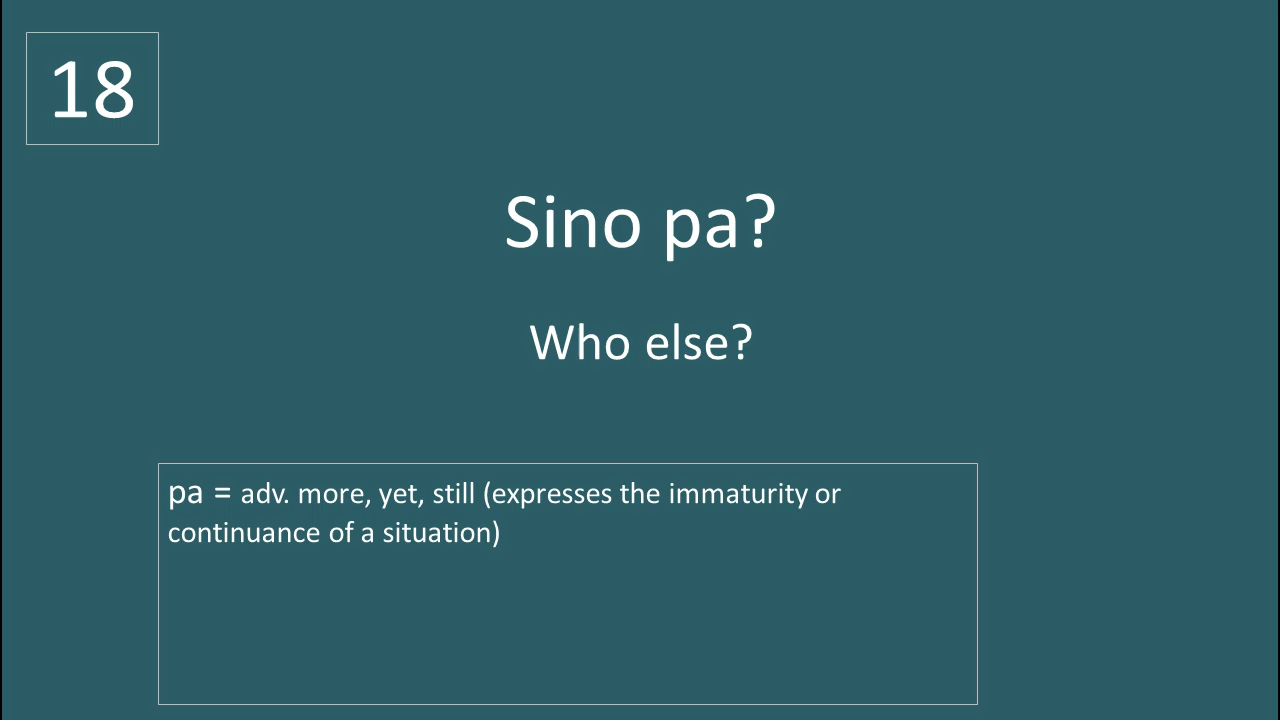 18
Sino pa?
Who else?
pa = adv. more, yet, still (expresses the immaturity or
continuance of a situation)